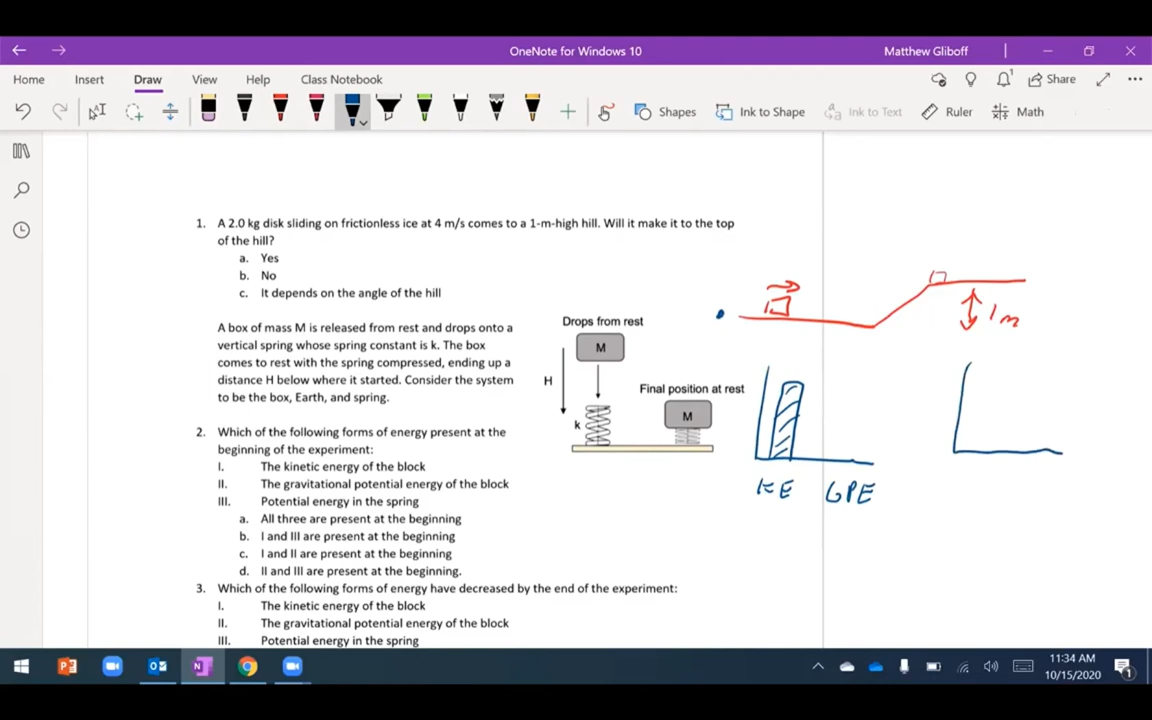 OneNote for Windows 10
Matthew Gliboff
Home
Insert
Draw
View
Help
Class Notebook
Share
Shapes
Ink to Shape
Ink to Text
Ruler
Math
1. A 2.0 kg disk sliding on frictionless ice at 4 m/s comes to a 1-m-high hill. Will it make it to the top
of the hill?
a. Yes
b. No
c. It depends on the angle of the hill
1m
A box of mass M is released from rest and drops onto a
vertical spring whose spring constant is k. The box
comes to rest with the spring compressed, ending up a
distance H below where it started. Consider the system
to be the box, Earth, and spring.
Drops from rest
M
H
k
Final position at rest
M
KE GPE
2. Which of the following forms of energy present at the
beginning of the experiment:
I. The kinetic energy of the block
II. The gravitational potential energy of the block
III. Potential energy in the spring
a. All three are present at the beginning
b. I and III are present at the beginning
c. I and II are present at the beginning
d. II and III are present at the beginning.
3. Which of the following forms of energy have decreased by the end of the experiment:
I. The kinetic energy of the block
II. The gravitational potential energy of the block
III. Potential energy in the spring
11:34 AM
10/15/2020